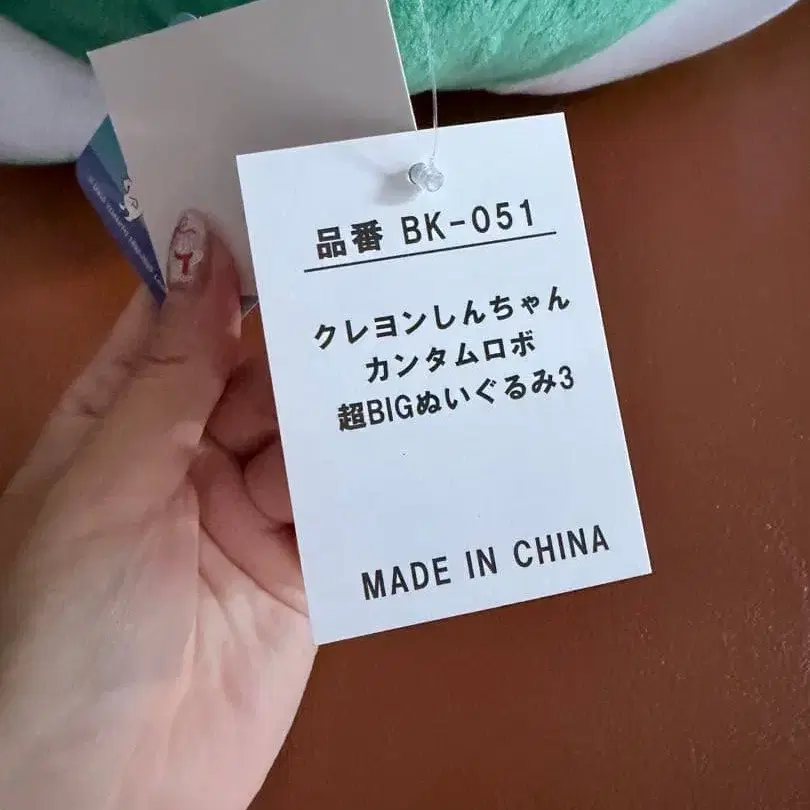 品番 BK-051
クレヨンしんちゃん
カンタムロボ
超BIGぬいぐるみ3
MADE IN CHINA